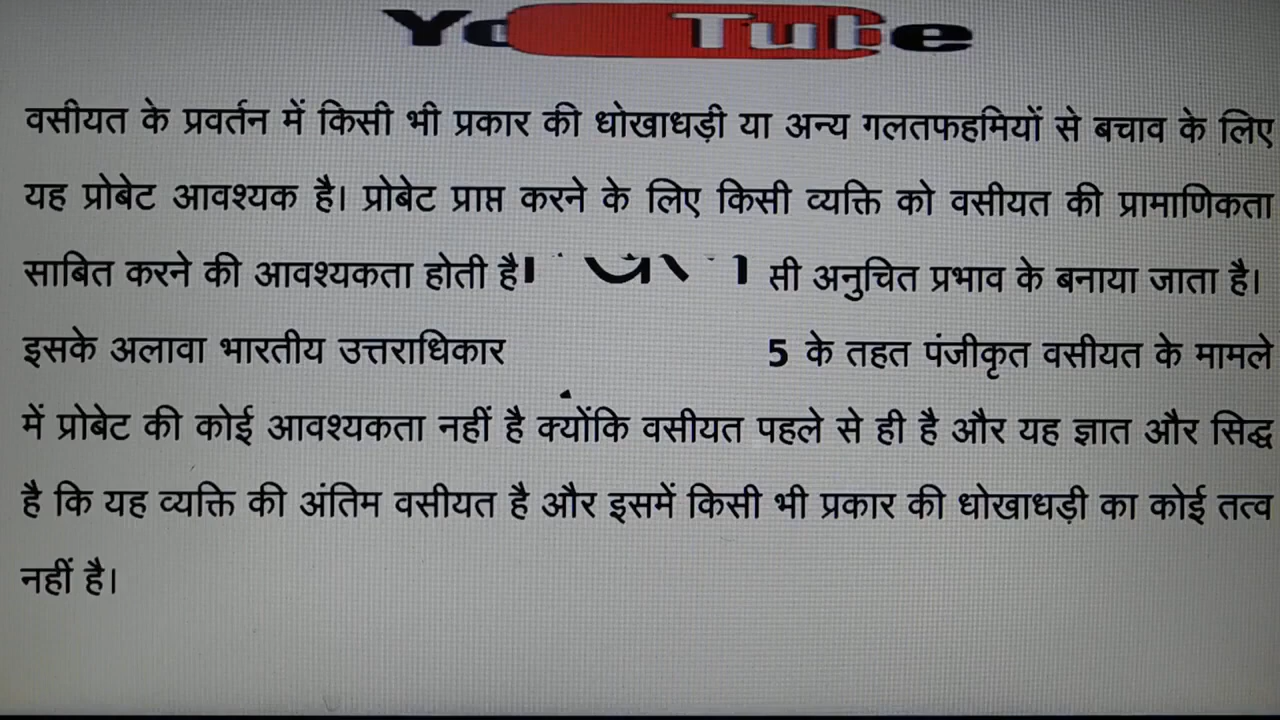 YouTube
वसीयत के प्रवर्तन में किसी भी प्रकार की धोखाधड़ी या अन्य गलतफहमियों से बचाव के लिए
यह प्रोबेट आवश्यक है। प्रोबेट प्राप्त करने के लिए किसी व्यक्ति को वसीयत की प्रामाणिकता
साबित करने की आवश्यकता होती है। अनुचित प्रभाव के बनाया जाता है।
इसके अलावा भारतीय उत्तराधिकार 5 के तहत पंजीकृत वसीयत के मामले
में प्रोबेट की कोई आवश्यकता नहीं है क्योंकि वसीयत पहले से ही है और यह ज्ञात और सिद्ध
है कि यह व्यक्ति की अंतिम वसीयत है और इसमें किसी भी प्रकार की धोखाधड़ी का कोई तत्व
नहीं है।